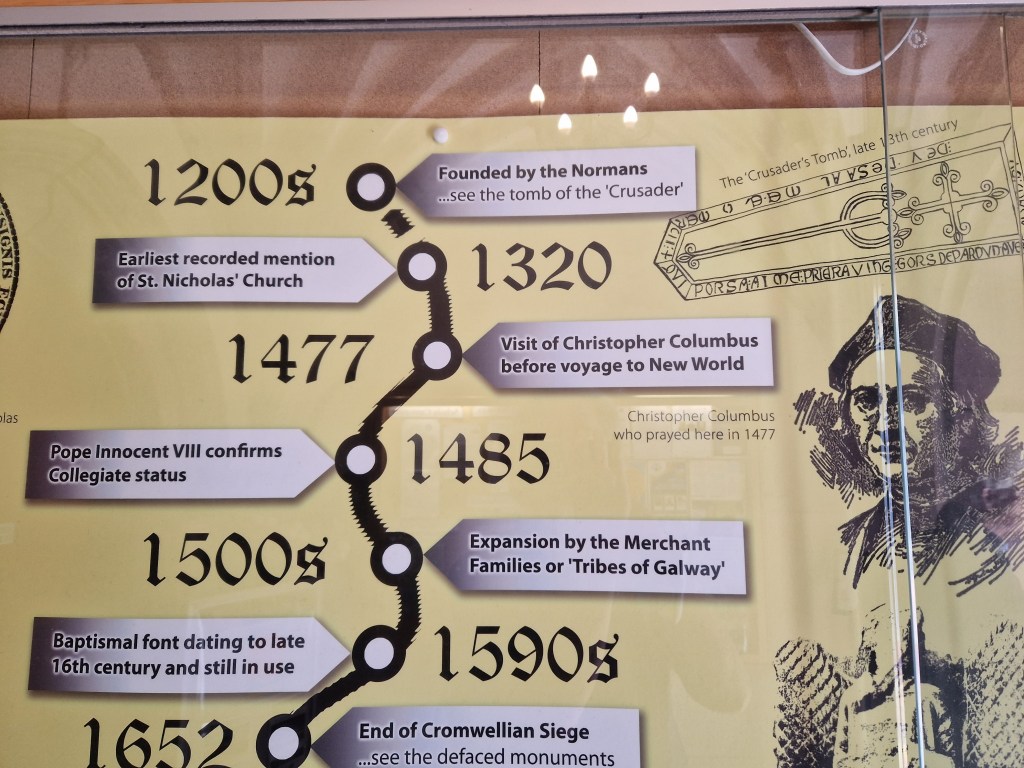 1200s
Founded by the Normans
...see the tomb of the 'Crusader'
The 'Crusader's Tomb', late 13th century
Earliest recorded mention
of St. Nicholas' Church
1320
1477
Visit of Christopher Columbus
before voyage to New World
Christopher Columbus
who prayed here in 1477
Pope Innocent VIII confirms
Collegiate status
1485
1500s
Expansion by the Merchant
Families or 'Tribes of Galway'
Baptismal font dating to late
16th century and still in use
1590s
1652
End of Cromwellian Siege
...see the defaced monuments